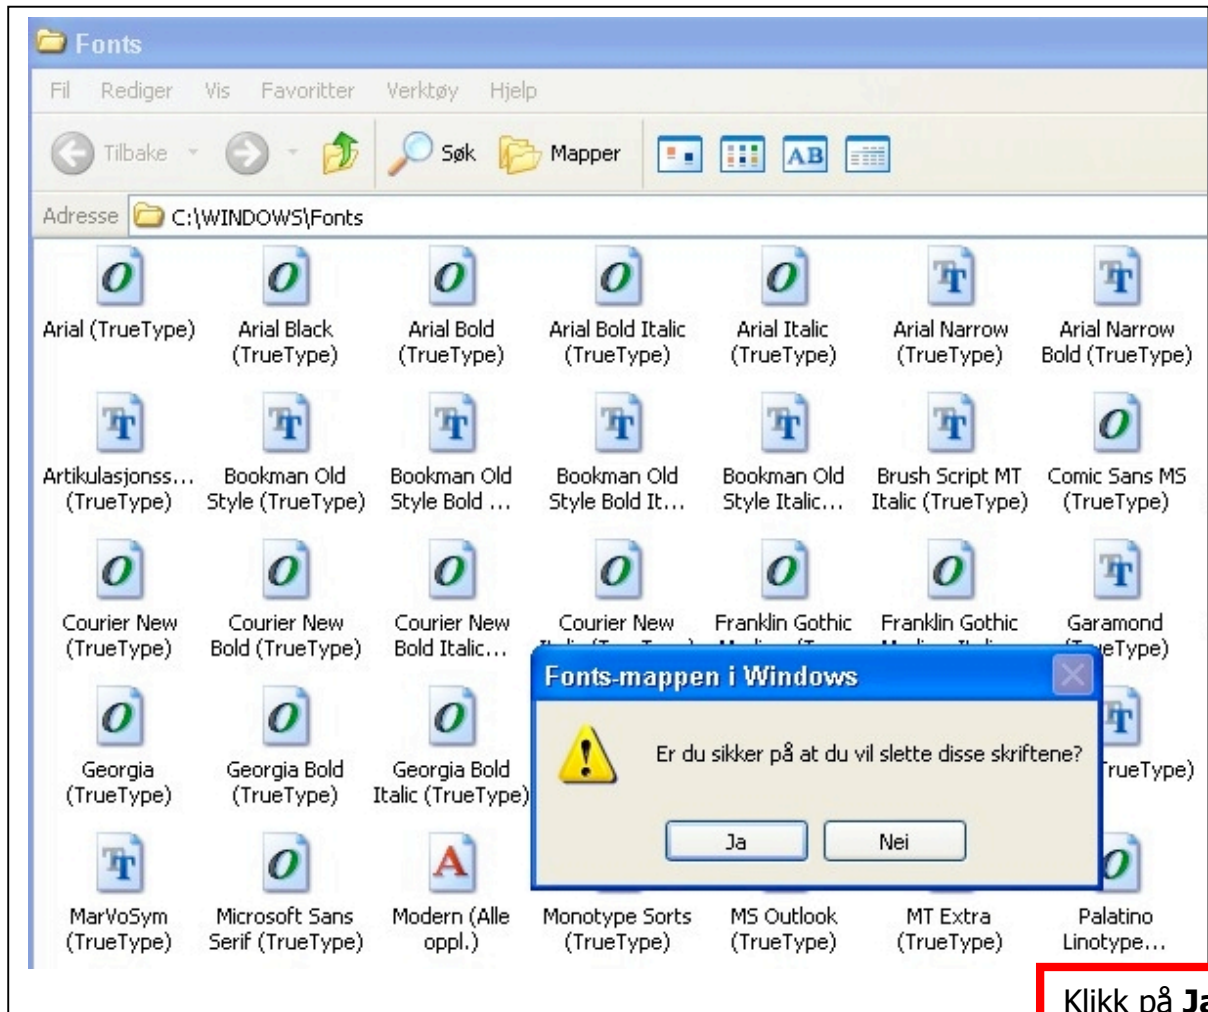 Fonts
Fil Rediger Vis Favoritter Verktøy Hjelp
Tilbake Søk Mapper AB
Adresse C:\WINDOWS\Fonts
Arial (TrueType) Arial Black Arial Bold Arial Bold Italic Arial Italic Arial Narrow Arial Narrow
(TrueType) (TrueType) (TrueType) (TrueType) (TrueType) Bold (TrueType)
Artikulasjonss... Bookman Old Bookman Old Bookman Old Bookman Old Brush Script MT Comic Sans MS
(TrueType) Style (TrueType) Style Bold ... Style Bold It... Style Italic... Italic (TrueType) (TrueType)
Courier New Courier New Courier New Courier New Franklin Gothic Franklin Gothic Garamond
(TrueType) Bold (TrueType) Bold Italic...
Fonts-mappen i Windows
Er du sikker på at du vil slette disse skriftene?
Ja Nei
Georgia Georgia Bold Georgia Bold
(TrueType) (TrueType) Italic (TrueType)
MarVoSym Microsoft Sans Modern (Alle Monotype Sorts MS Outlook MT Extra Palatino
(TrueType) Serif (TrueType) oppl.) (TrueType) (TrueType) (TrueType) Linotype...
Klikk på Ja